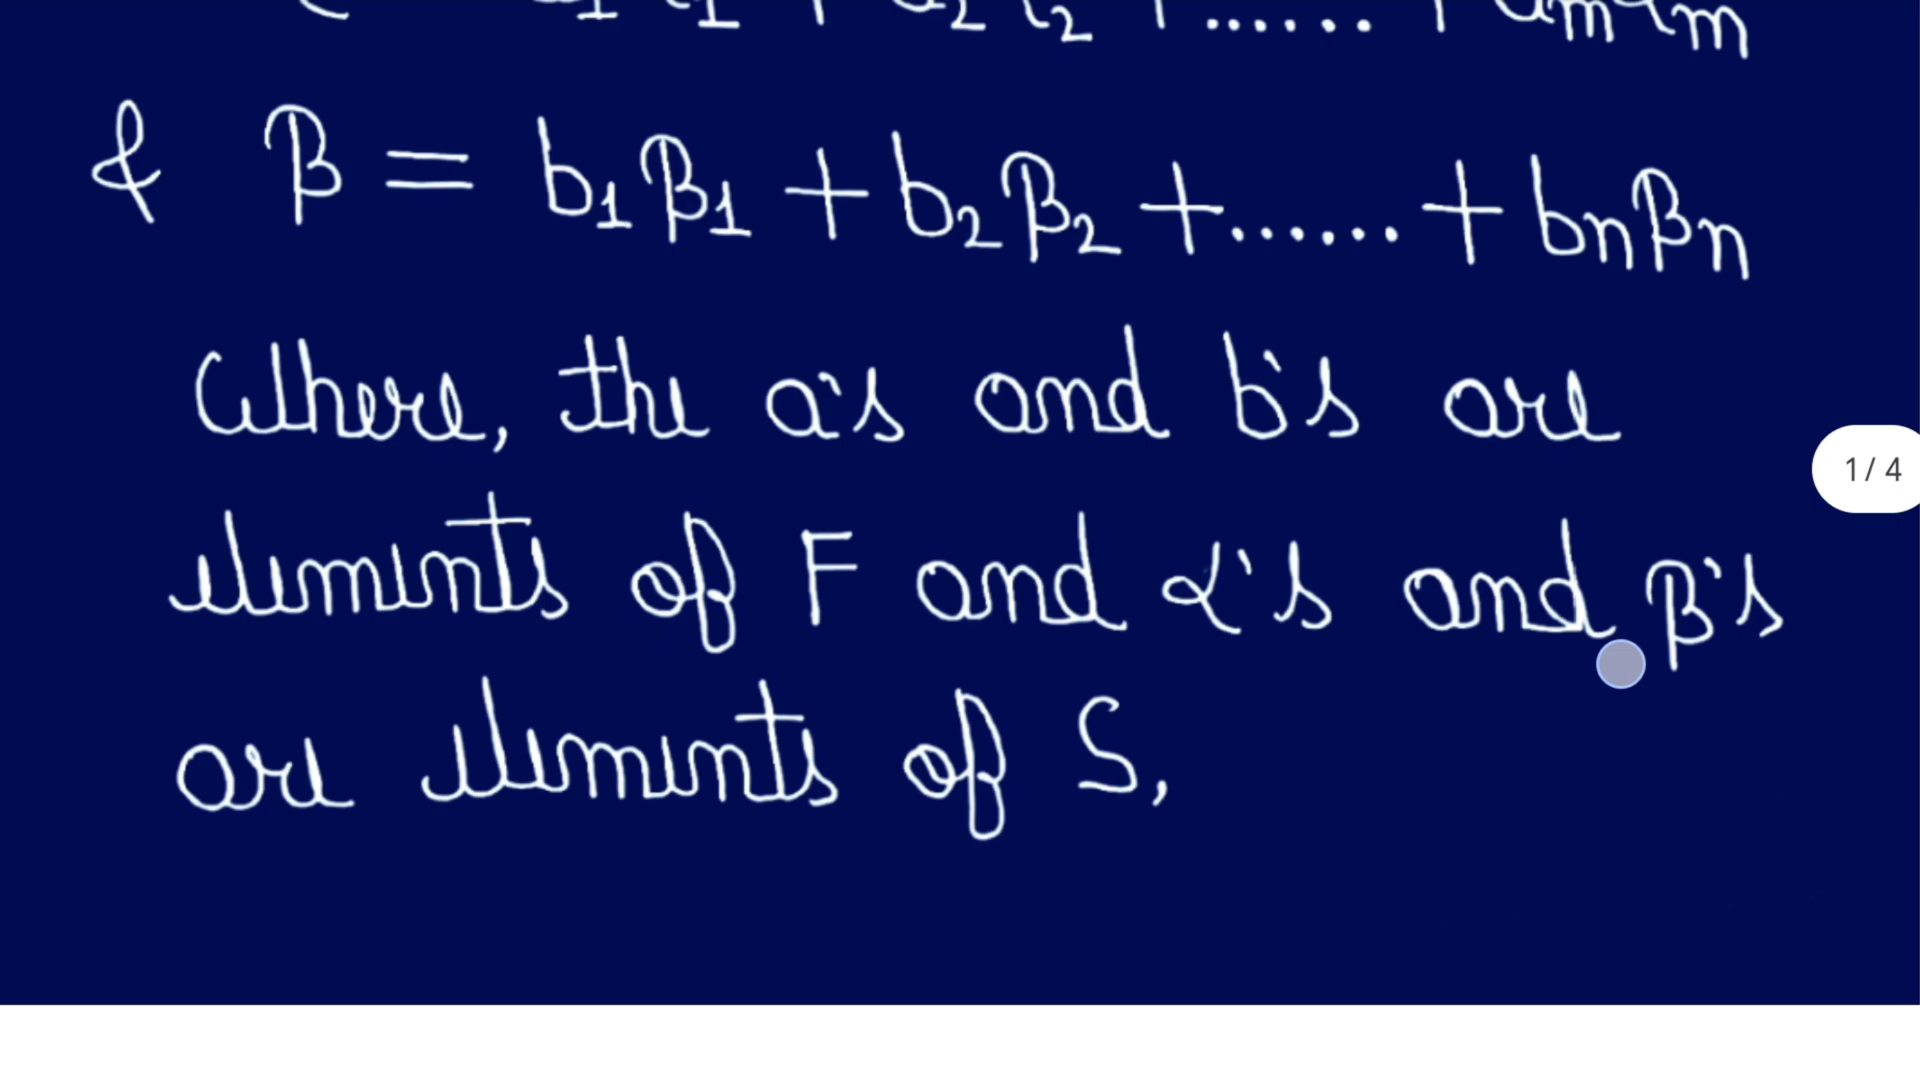 & β = b₁β₁ + b₂β₂ + ...... + bₙβₙ
Where, the a's and b's are
1 / 4
elements of F and α's and β's
are elements of S,